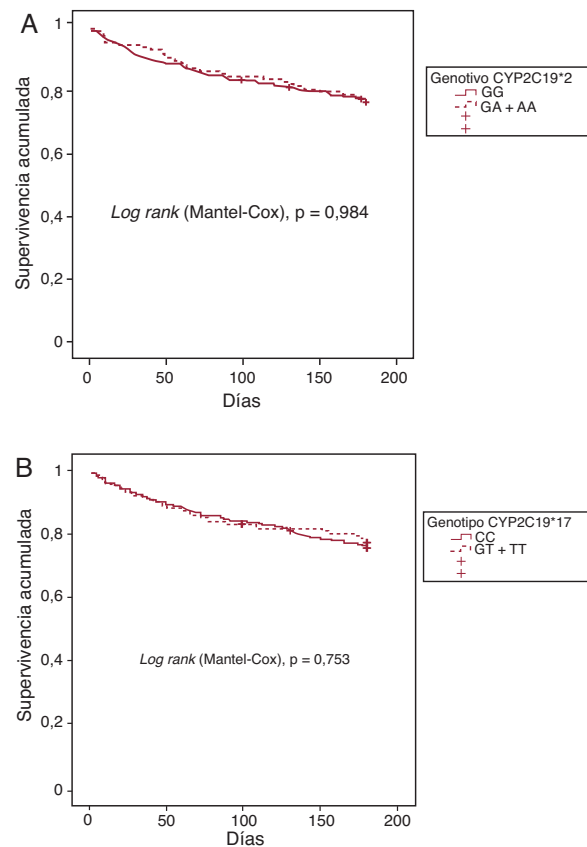 A
Supervivencia acumulada
1
0,8
0,6
0,4
0,2
0
0
50
100
150
200
Días
Log rank (Mantel-Cox), p = 0,984
Genotivo CYP2C19*2
GG
GA + AA
B
Supervivencia acumulada
1
0,8
0,6
0,4
0,2
0
0
50
100
150
200
Días
Log rank (Mantel-Cox), p = 0,753
Genotipo CYP2C19*17
CC
GT + TT